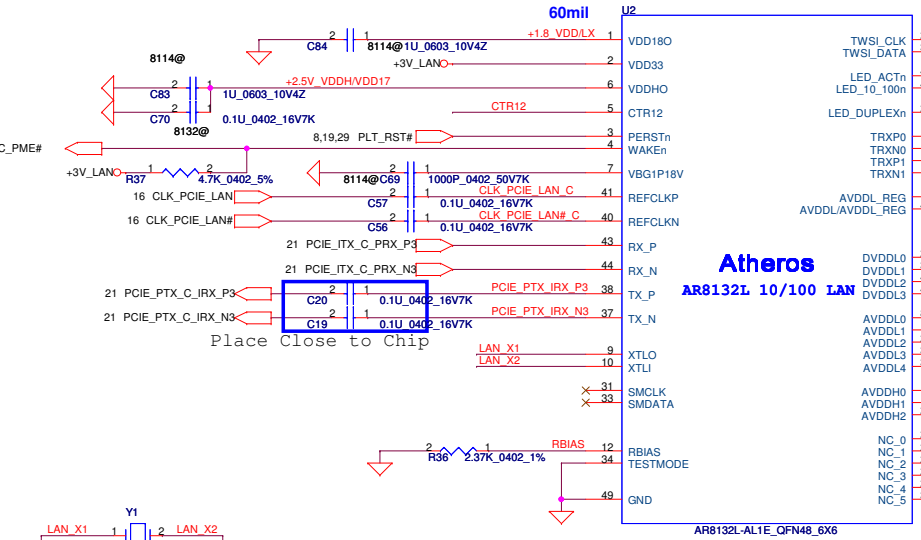 60mil
U2
C84
2
1
8114@
1U_0603_10V4Z
+1.8_VDD/LX
1
VDD18O
TWSI_CLK
TWSI_DATA
+3V_LAN
2
VDD33
8114@
LED_ACTn
LED_10_100n
C83
2
1
1U_0603_10V4Z
+2.5V_VDDH/VDD17
6
VDDHO
C70
2
1
8132@
0.1U_0402_16V7K
CTR12
5
CTR12
LED_DUPLEXn
8,19,29 PLT_RST#
3
PERSTn
TRXP0
C_PME#
4
WAKEn
TRXN0
TRXP1
TRXN1
+3V_LAN
1
2
R37
4.7K_0402_5%
8114@
C69
2
1
1000P_0402_50V7K
7
VBG1P18V
16 CLK_PCIE_LAN
C57
2
1
0.1U_0402_16V7K
CLK_PCIE_LAN_C
41
REFCLKP
AVDDL_REG
AVDDL/AVDDL_REG
16 CLK_PCIE_LAN#
C56
2
1
0.1U_0402_16V7K
CLK_PCIE_LAN#_C
40
REFCLKN
21 PCIE_ITX_C_PRX_P3
43
RX_P
21 PCIE_ITX_C_PRX_N3
44
RX_N
Atheros
AR8132L 10/100 LAN
DVDDL0
DVDDL1
DVDDL2
DVDDL3
21 PCIE_PTX_C_IRX_P3
C20
2
1
0.1U_0402_16V7K
PCIE_PTX_IRX_P3
38
TX_P
21 PCIE_PTX_C_IRX_N3
C19
2
1
0.1U_0402_16V7K
PCIE_PTX_IRX_N3
37
TX_N
Place Close to Chip
AVDDL0
AVDDL1
AVDDL2
AVDDL3
AVDDL4
LAN_X1
9
XTLO
LAN_X2
10
XTLI
31
SMCLK
33
SMDATA
AVDDH0
AVDDH1
AVDDH2
R36
2
1
2.37K_0402_1%
RBIAS
12
RBIAS
34
TESTMODE
NC_0
NC_1
NC_2
NC_3
NC_4
NC_5
49
GND
AR8132L-AL1E_QFN48_6X6
Y1
LAN_X1
1
2
LAN_X2